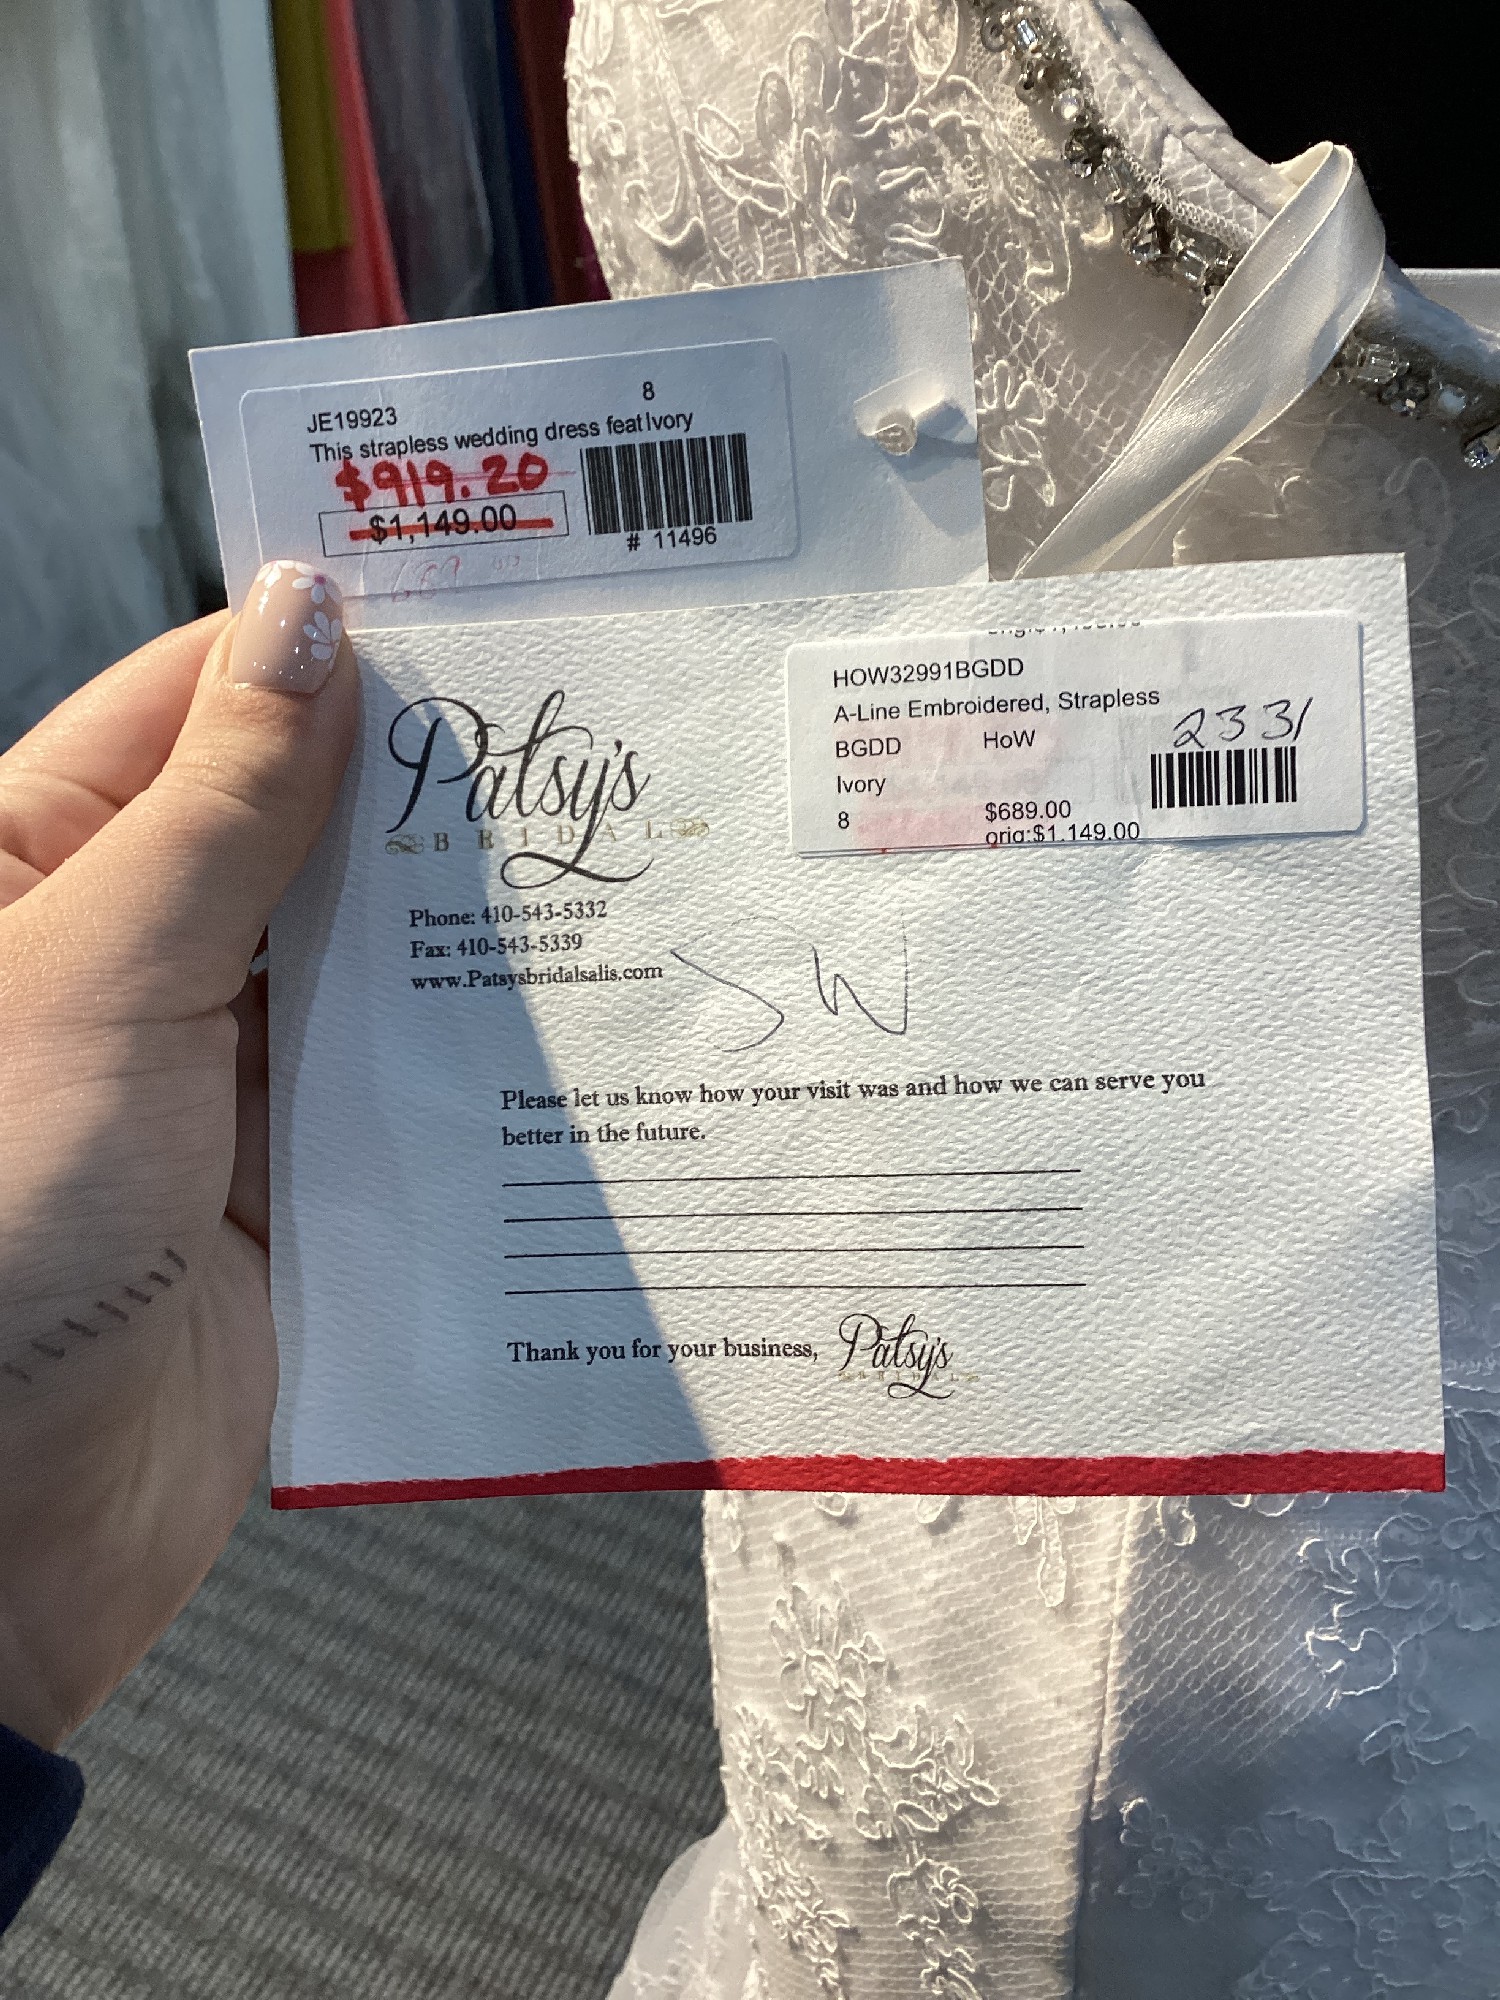 JE19923
8
This strapless wedding dress featIvory
$919.20
$1,149.00
# 11496
Patsy's
BRIDAL
Phone: 410-543-5332
Fax: 410-543-5339
www.Patsysbridalsalis.com
HOW32991BGDD
A-Line Embroidered, Strapless
BGDD HoW
2331
Ivory
8 $689.00
orig:$1,149.00
SW
Please let us know how your visit was and how we can serve you
better in the future.
Thank you for your business,
Patsy's
BRIDAL